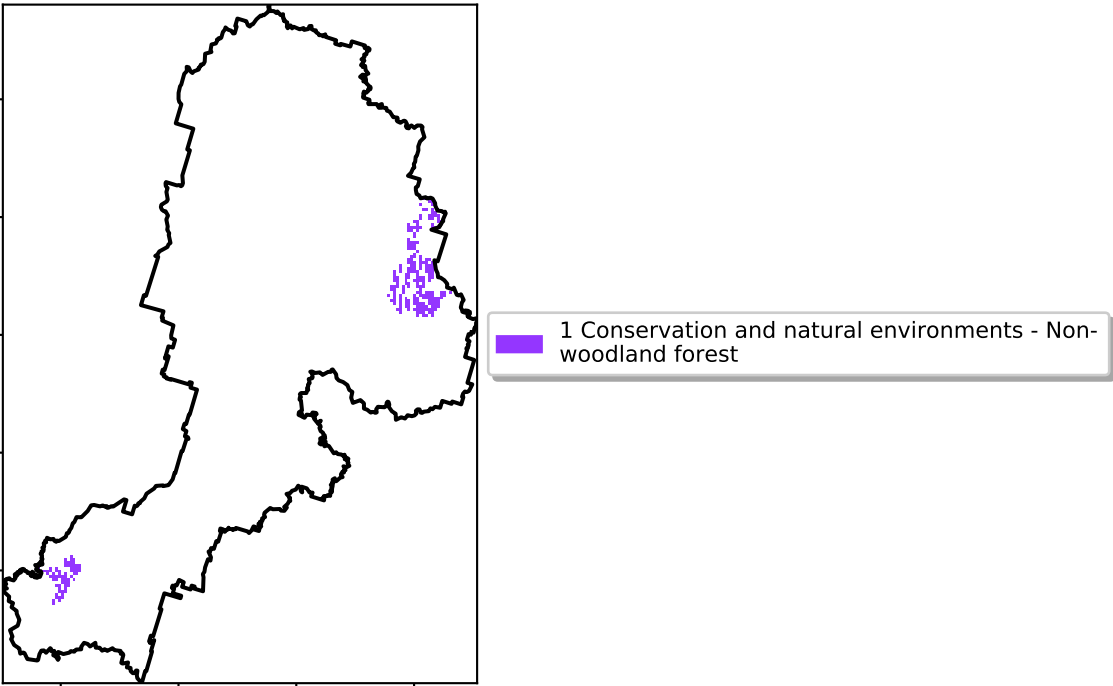 1 Conservation and natural environments - Non-
woodland forest